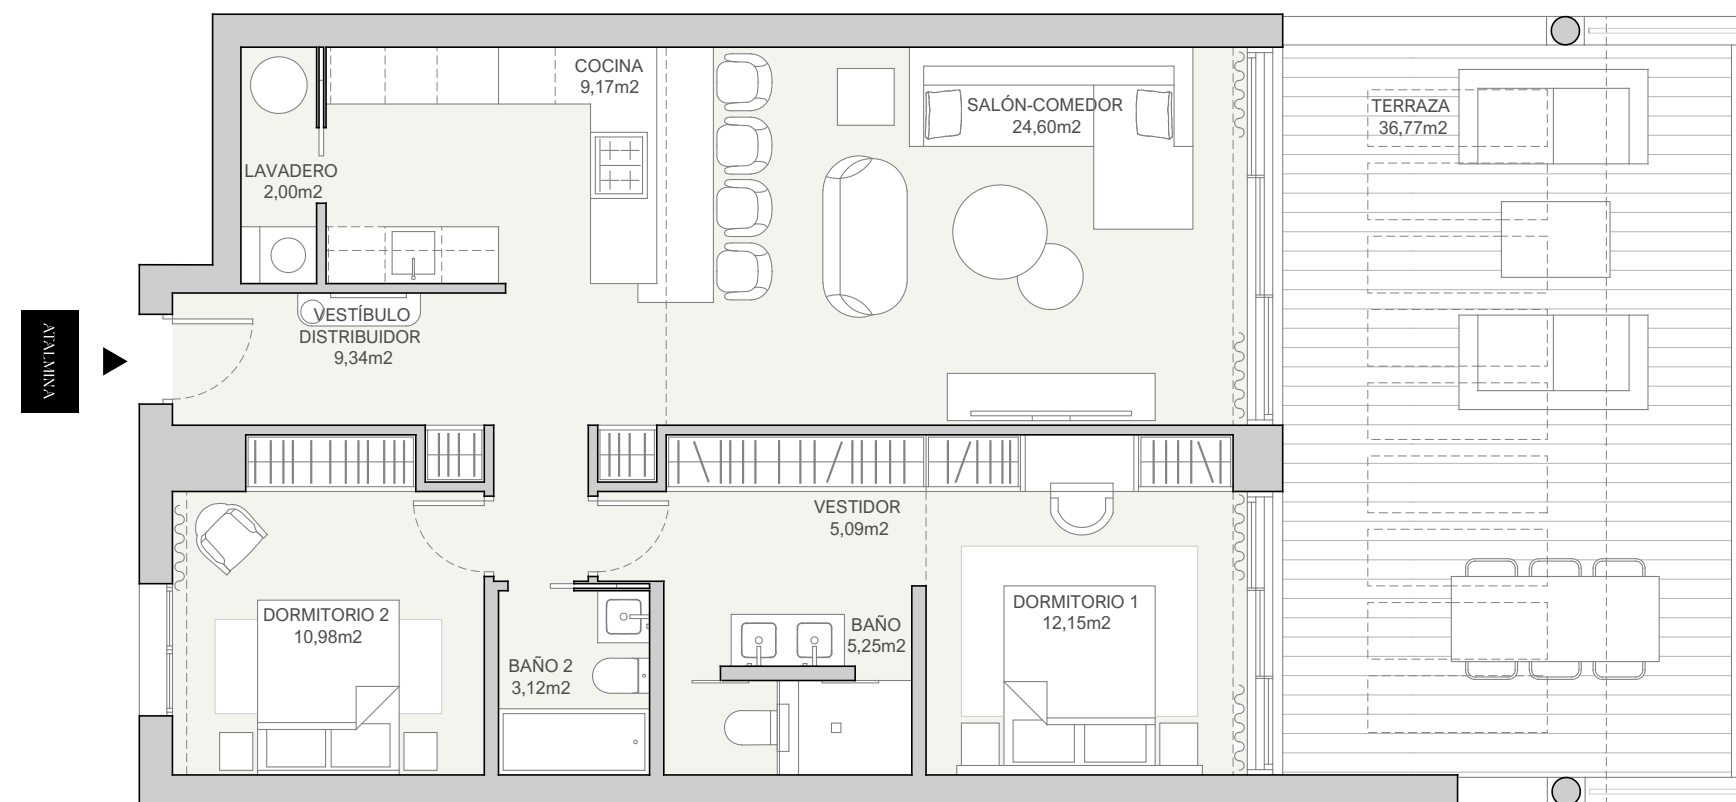 COCINA
9,17m2
SALÓN-COMEDOR
24,60m2
TERRAZA
36,77m2
LAVADERO
2,00m2
VESTÍBULO
DISTRIBUIDOR
9,34m2
ATALMINA
VESTIDOR
5,09m2
DORMITORIO 2
10,98m2
BAÑO 2
3,12m2
BAÑO
5,25m2
DORMITORIO 1
12,15m2